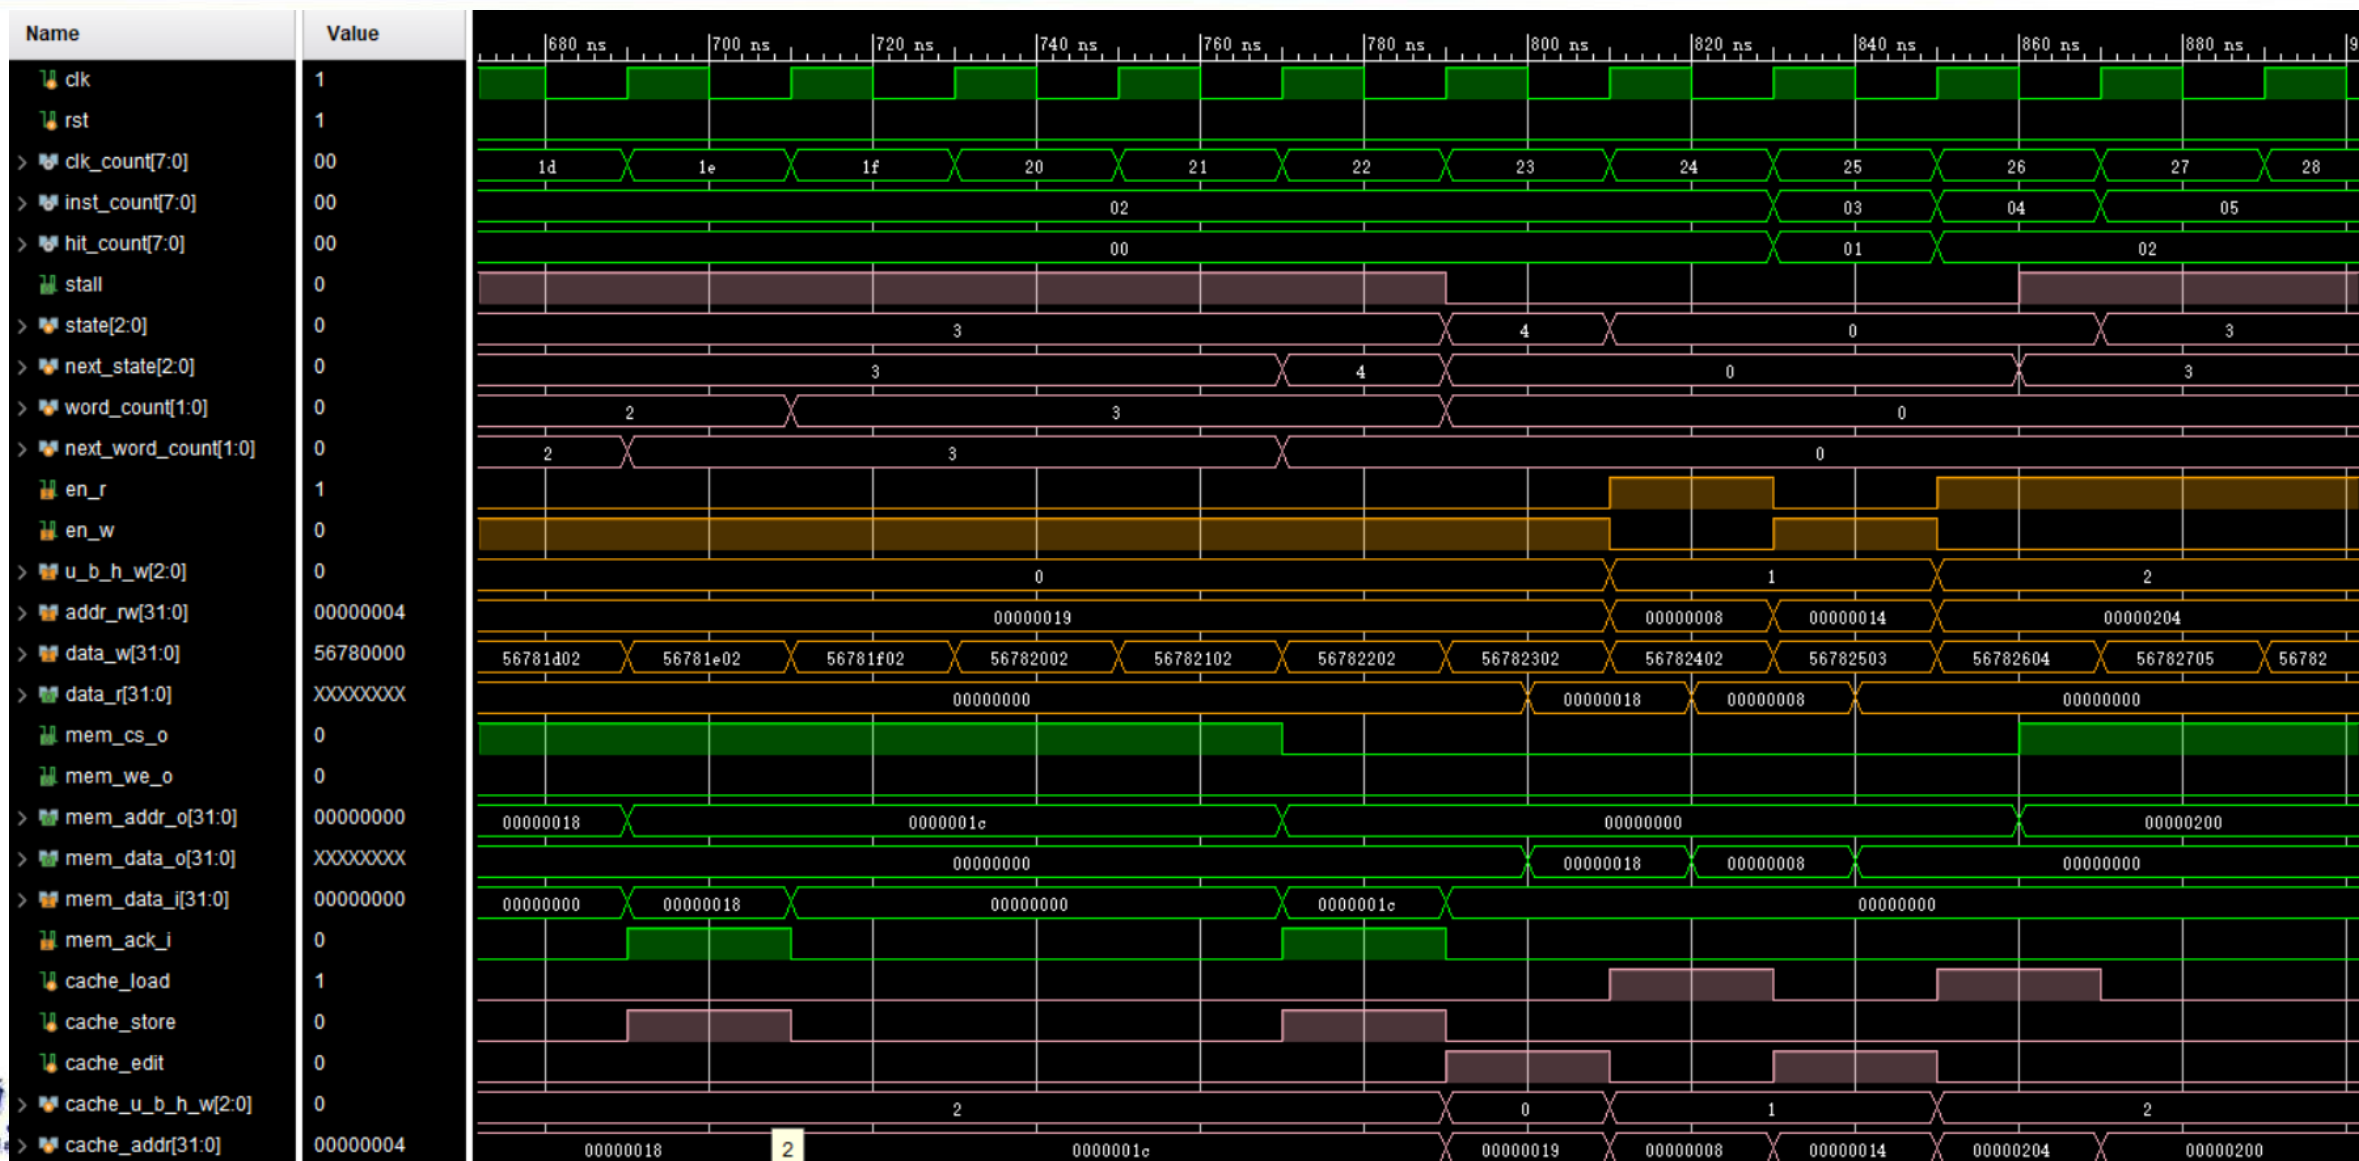 Name Value 680 ns 700 ns 720 ns 740 ns 760 ns 780 ns 800 ns 820 ns 840 ns 860 ns 880 ns 9
clk 1
rst 1
clk_count[7:0] 00 1d 1e 1f 20 21 22 23 24 25 26 27 28
inst_count[7:0] 00 02 03 04 05
hit_count[7:0] 00 00 01 02
stall 0
state[2:0] 0 3 4 0 3
next_state[2:0] 0 3 4 0 3
word_count[1:0] 0 2 3 0
next_word_count[1:0] 0 2 3 0
en_r 1
en_w 0
u_b_h_w[2:0] 0 0 1 2
addr_rw[31:0] 00000004 00000019 00000008 00000014 00000204
data_w[31:0] 56780000 56781d02 56781e02 56781f02 56782002 56782102 56782202 56782302 56782402 56782503 56782604 56782705 56782
data_r[31:0] XXXXXXXX 00000000 00000018 00000008 00000000
mem_cs_o 0
mem_we_o 0
mem_addr_o[31:0] 00000000 00000018 0000001c 00000000 00000200
mem_data_o[31:0] XXXXXXXX 00000000 00000018 00000008 00000000
mem_data_i[31:0] 00000000 00000000 00000018 00000000 0000001c 00000000
mem_ack_i 0
cache_load 1
cache_store 0
cache_edit 0
cache_u_b_h_w[2:0] 0 2 0 1 2
cache_addr[31:0] 00000004 00000018 2 0000001c 00000019 00000008 00000014 00000204 00000200